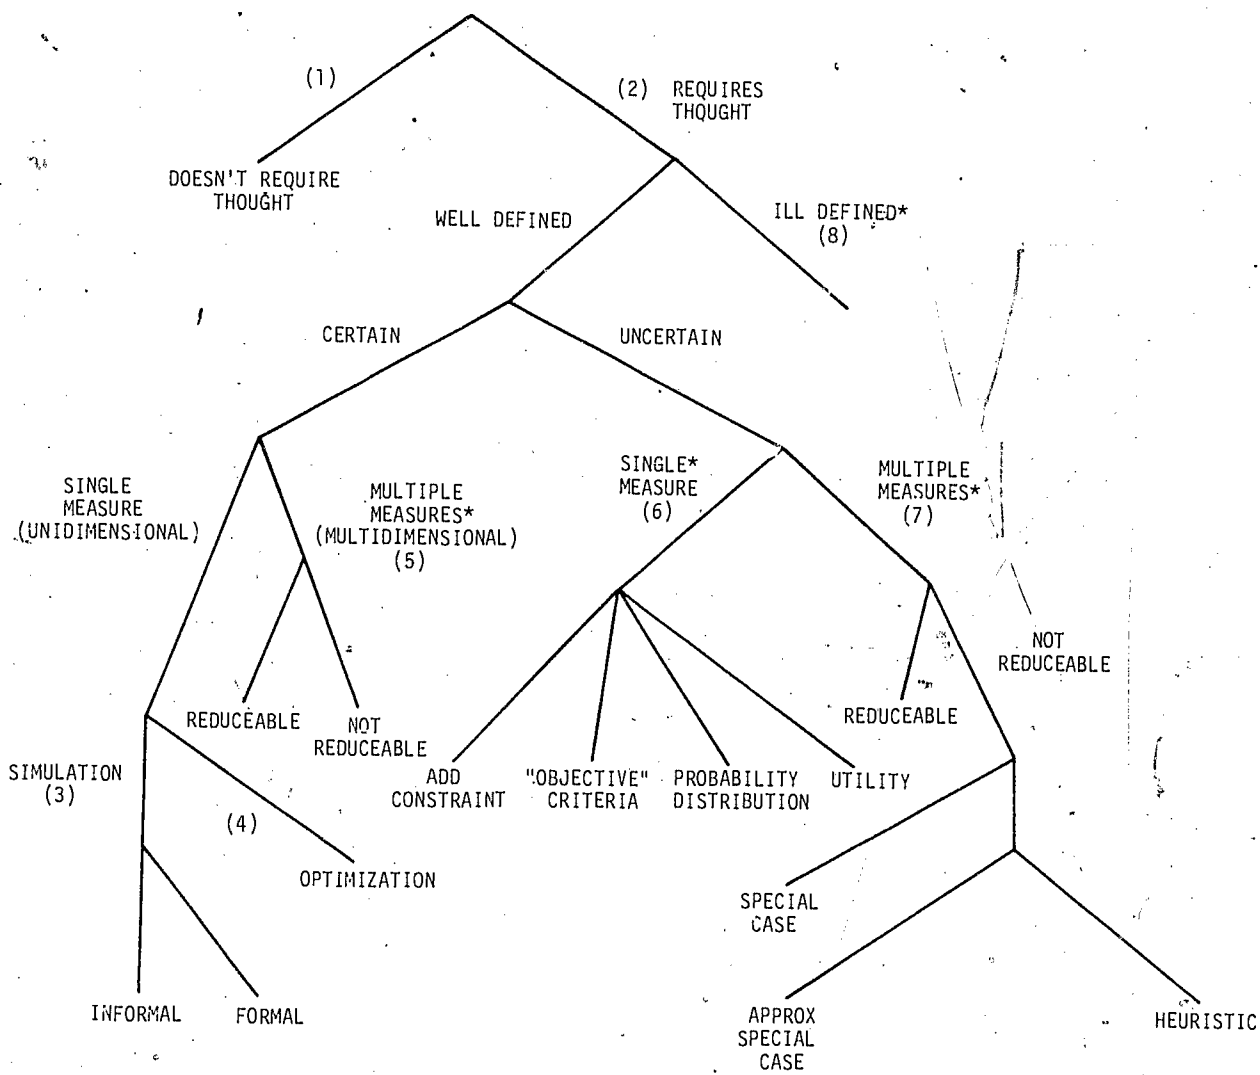 (1)
(2) REQUIRES
THOUGHT
DOESN'T REQUIRE
THOUGHT
WELL DEFINED
ILL DEFINED*
(8)
CERTAIN
UNCERTAIN
SINGLE
MEASURE
(UNIDIMENSIONAL)
MULTIPLE
MEASURES*
(MULTIDIMENSIONAL)
(5)
SINGLE*
MEASURE
(6)
MULTIPLE
MEASURES*
(7)
NOT
REDUCEABLE
REDUCEABLE
NOT
REDUCEABLE
REDUCEABLE
SIMULATION
(3)
(4)
OPTIMIZATION
ADD
CONSTRAINT
"OBJECTIVE"
CRITERIA
PROBABILITY
DISTRIBUTION
UTILITY
SPECIAL
CASE
INFORMAL
FORMAL
APPROX
SPECIAL
CASE
HEURISTIC